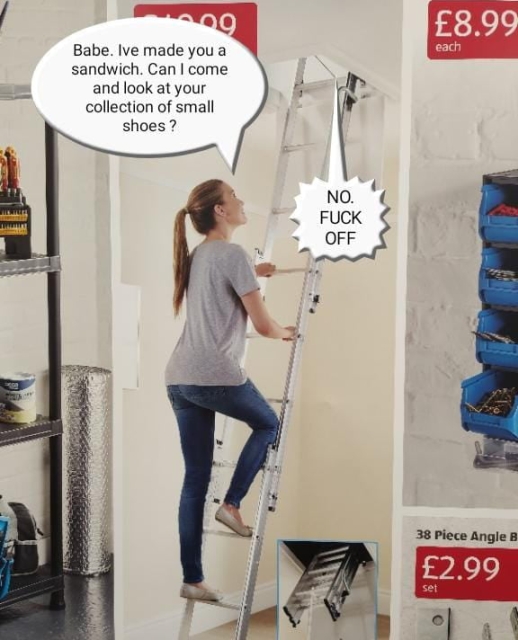 £8.99
each
Babe. Ive made you a
sandwich. Can I come
and look at your
collection of small
shoes ?
NO.
FUCK
OFF
38 Piece Angle B
£2.99
set